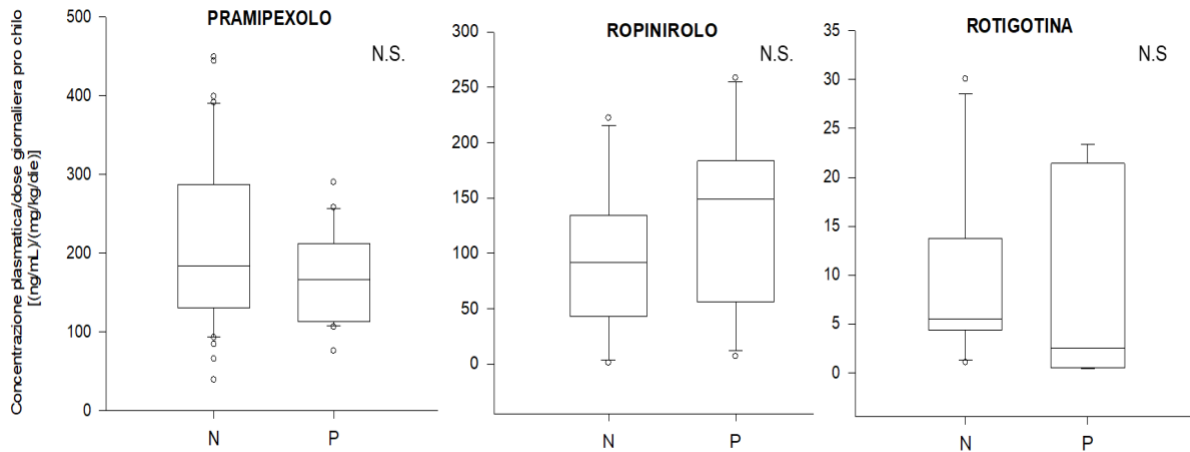 Concentrazione plasmatica/dose giornaliera pro chilo
[(ng/mL)/(mg/kg/die)]
PRAMIPEXOLO
N.S.
500
400
300
200
100
0
N P
ROPINIROLO
N.S.
300
250
200
150
100
50
0
N P
ROTIGOTINA
N.S
35
30
25
20
15
10
5
0
N P